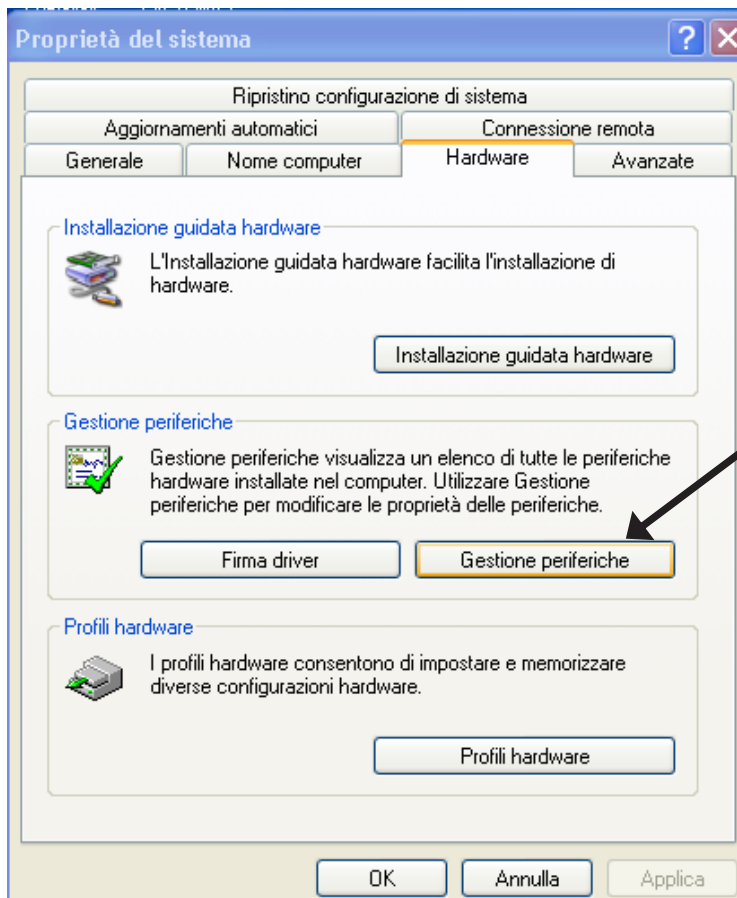 Proprietà del sistema
Ripristino configurazione di sistema
Aggiornamenti automatici
Connessione remota
Generale
Nome computer
Hardware
Avanzate
Installazione guidata hardware
L'Installazione guidata hardware facilita l'installazione di
hardware.
Installazione guidata hardware
Gestione periferiche
Gestione periferiche visualizza un elenco di tutte le periferiche
hardware installate nel computer. Utilizzare Gestione
periferiche per modificare le proprietà delle periferiche.
Firma driver
Gestione periferiche
Profili hardware
I profili hardware consentono di impostare e memorizzare
diverse configurazioni hardware.
Profili hardware
OK
Annulla
Applica